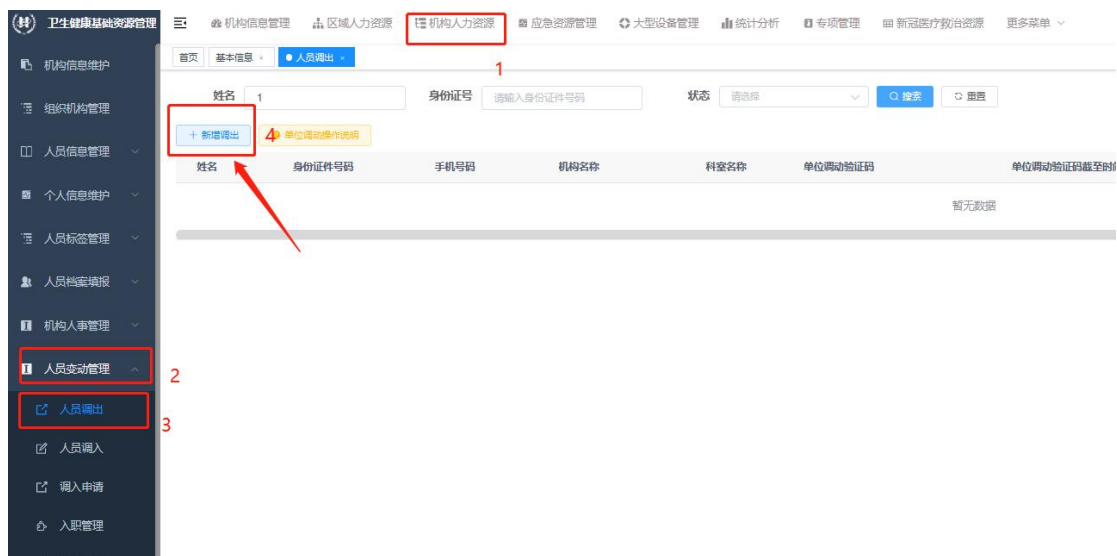 卫生健康基础资源管理
机构信息管理 区域人力资源 机构人力资源 应急资源管理 大型设备管理 统计分析 专项管理 新冠医疗救治资源 更多菜单
首页 基本信息 × 人员调出 ×
1
机构信息维护
组织机构管理
人员信息管理
个人信息维护
人员标签管理
人员档案填报
机构人事管理
人员变动管理
2
人员调出
3
人员调入
调入申请
入职管理
姓名 1 身份证号 请输入身份证件号码 状态 请选择 搜索 重置
+ 新增调出 4 单位调动操作说明
姓名 身份证件号码 手机号码 机构名称 科室名称 单位调动验证码 单位调动验证码截至时间
暂无数据